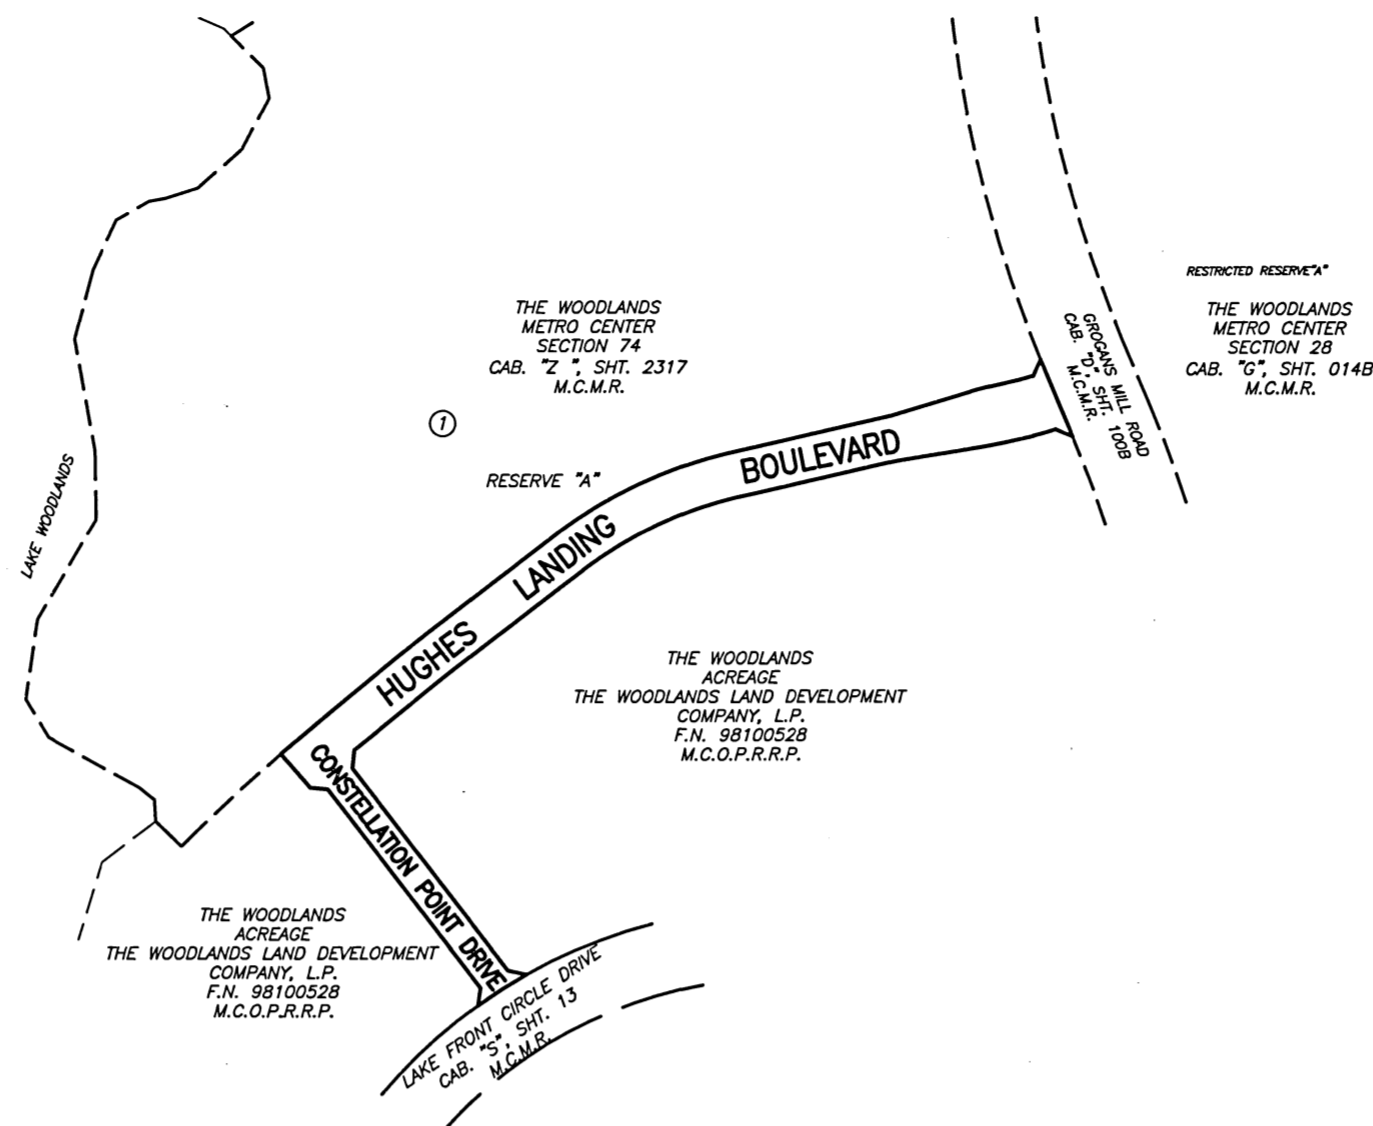 RESTRICTED RESERVE "A"
THE WOODLANDS
METRO CENTER
SECTION 28
CAB. "G", SHT. 014B
M.C.M.R.
THE WOODLANDS
METRO CENTER
SECTION 74
CAB. "Z ", SHT. 2317
M.C.M.R.
GROGANS MILL ROAD
CAB. "D", SHT. 100B
M.C.M.R.
1
RESERVE "A"
LAKE WOODLANDS
HUGHES LANDING BOULEVARD
THE WOODLANDS
ACREAGE
THE WOODLANDS LAND DEVELOPMENT
COMPANY, L.P.
F.N. 98100528
M.C.O.P.R.R.P.
CONSTELLATION POINT DRIVE
THE WOODLANDS
ACREAGE
THE WOODLANDS LAND DEVELOPMENT
COMPANY, L.P.
F.N. 98100528
M.C.O.P.R.R.P.
LAKE FRONT CIRCLE DRIVE
CAB. "S", SHT. 13
M.C.M.R.